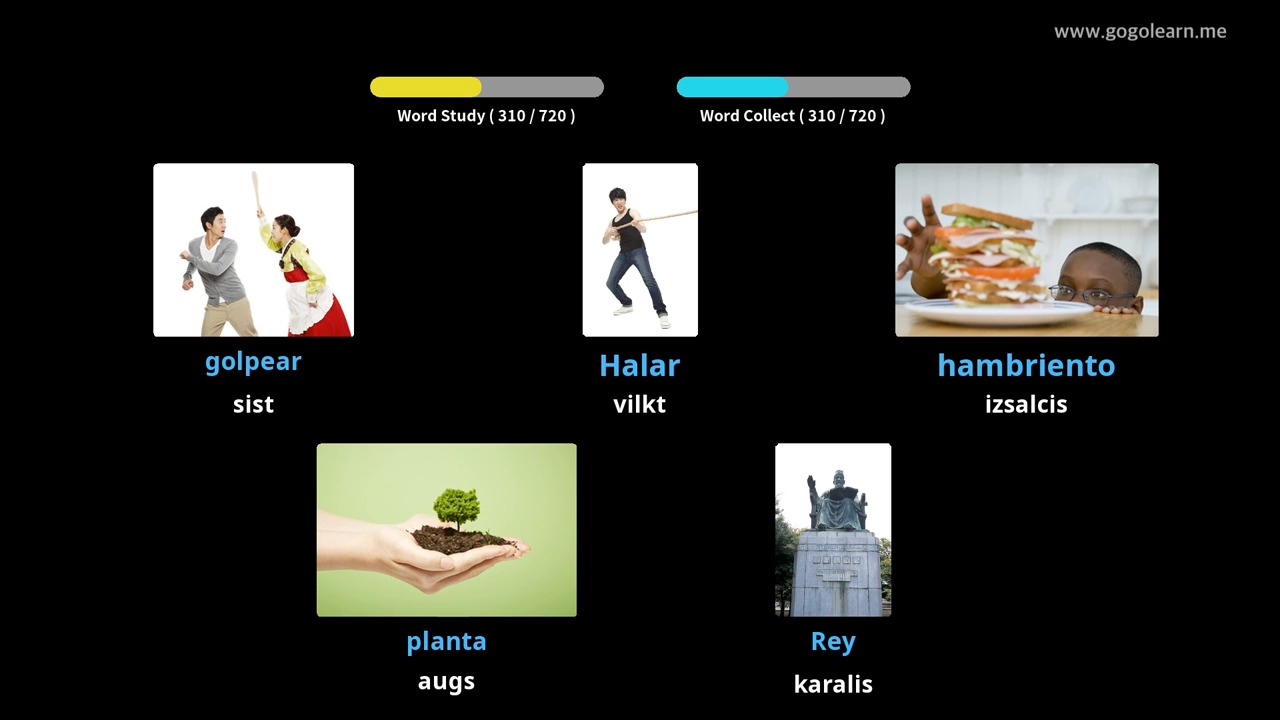 www.gogolearn.me
Word Study ( 310 / 720 )
Word Collect ( 310 / 720 )
golpear
sist
Halar
vilkt
hambriento
izsalcis
planta
augs
Rey
karalis